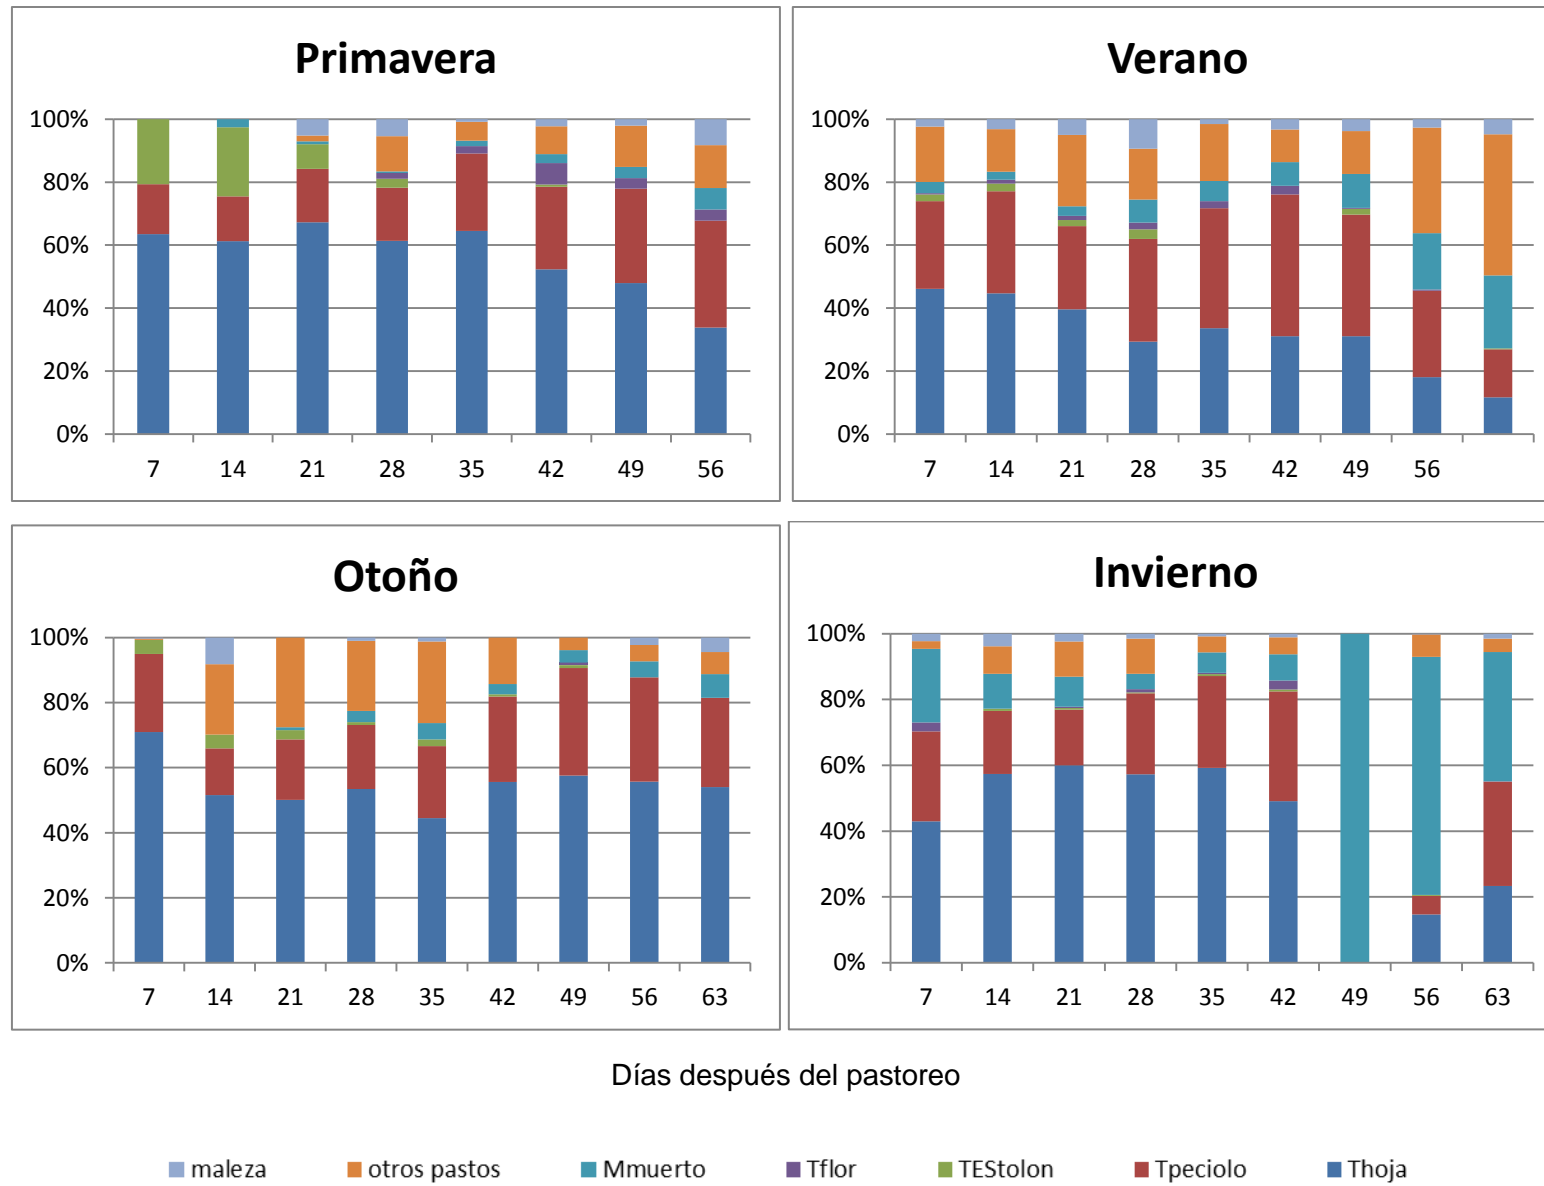 Primavera
100%
80%
60%
40%
20%
0%
7 14 21 28 35 42 49 56
Verano
100%
80%
60%
40%
20%
0%
7 14 21 28 35 42 49 56
Otoño
100%
80%
60%
40%
20%
0%
7 14 21 28 35 42 49 56 63
Invierno
100%
80%
60%
40%
20%
0%
7 14 21 28 35 42 49 56 63
Días después del pastoreo
maleza otros pastos Mmuerto Tflor TEStolon Tpeciolo Thoja